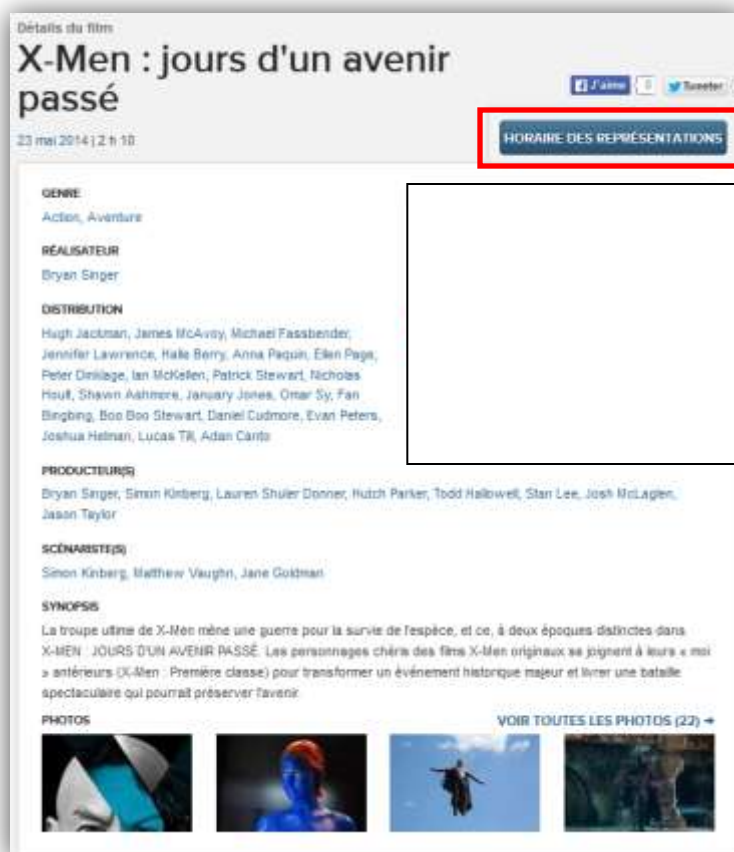 Détails du film
X-Men : jours d'un avenir
passé
J'aime 0 Tweeter
23 mai 2014 | 2 h 10
HORAIRE DES REPRÉSENTATIONS
GENRE
Action, Aventure
RÉALISATEUR
Bryan Singer
DISTRIBUTION
Hugh Jackman, James McAvoy, Michael Fassbender,
Jennifer Lawrence, Halle Berry, Anna Paquin, Ellen Page,
Peter Dinklage, Ian McKellen, Patrick Stewart, Nicholas
Hoult, Shawn Ashmore, January Jones, Omar Sy, Fan
Bingbing, Boo Boo Stewart, Daniel Cudmore, Evan Peters,
Joshua Helman, Lucas Till, Adan Canto
PRODUCTEUR(S)
Bryan Singer, Simon Kinberg, Lauren Shuler Donner, Hutch Parker, Todd Hallowell, Stan Lee, Josh McLaglen,
Jason Taylor
SCÉNARISTE(S)
Simon Kinberg, Matthew Vaughn, Jane Goldman
SYNOPSIS
La troupe ultime de X-Men mène une guerre pour la survie de l'espèce, et ce, à deux époques distinctes dans
X-MEN : JOURS D'UN AVENIR PASSÉ. Les personnages chéris des films X-Men originaux se joignent à leurs « moi
» antérieurs (X-Men : Première classe) pour transformer un événement historique majeur et livrer une bataille
spectaculaire qui pourrait préserver l'avenir.
PHOTOS
VOIR TOUTES LES PHOTOS (22) →